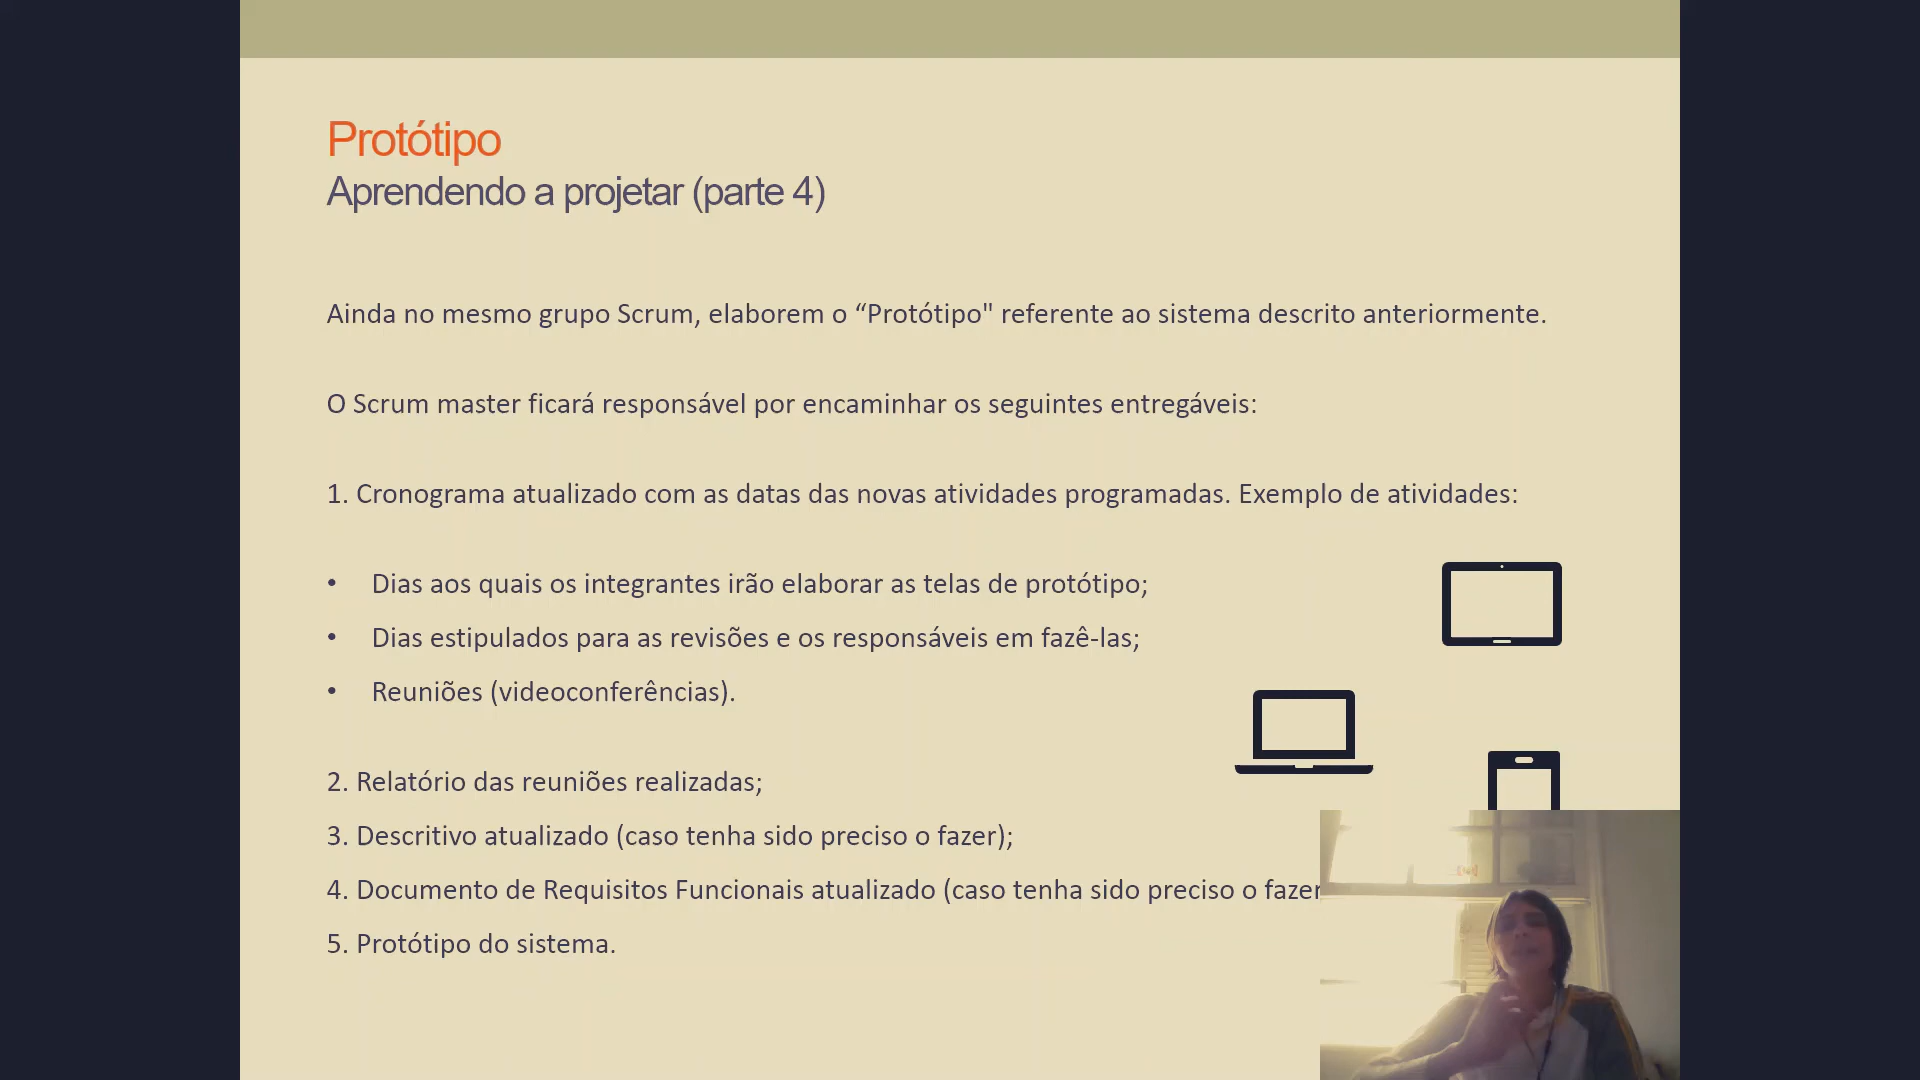 Protótipo
Aprendendo a projetar (parte 4)
Ainda no mesmo grupo Scrum, elaborem o “Protótipo" referente ao sistema descrito anteriormente.
O Scrum master ficará responsável por encaminhar os seguintes entregáveis:
1. Cronograma atualizado com as datas das novas atividades programadas. Exemplo de atividades:
• Dias aos quais os integrantes irão elaborar as telas de protótipo;
• Dias estipulados para as revisões e os responsáveis em fazê-las;
• Reuniões (videoconferências).
2. Relatório das reuniões realizadas;
3. Descritivo atualizado (caso tenha sido preciso o fazer);
4. Documento de Requisitos Funcionais atualizado (caso tenha sido preciso o fazer
5. Protótipo do sistema.